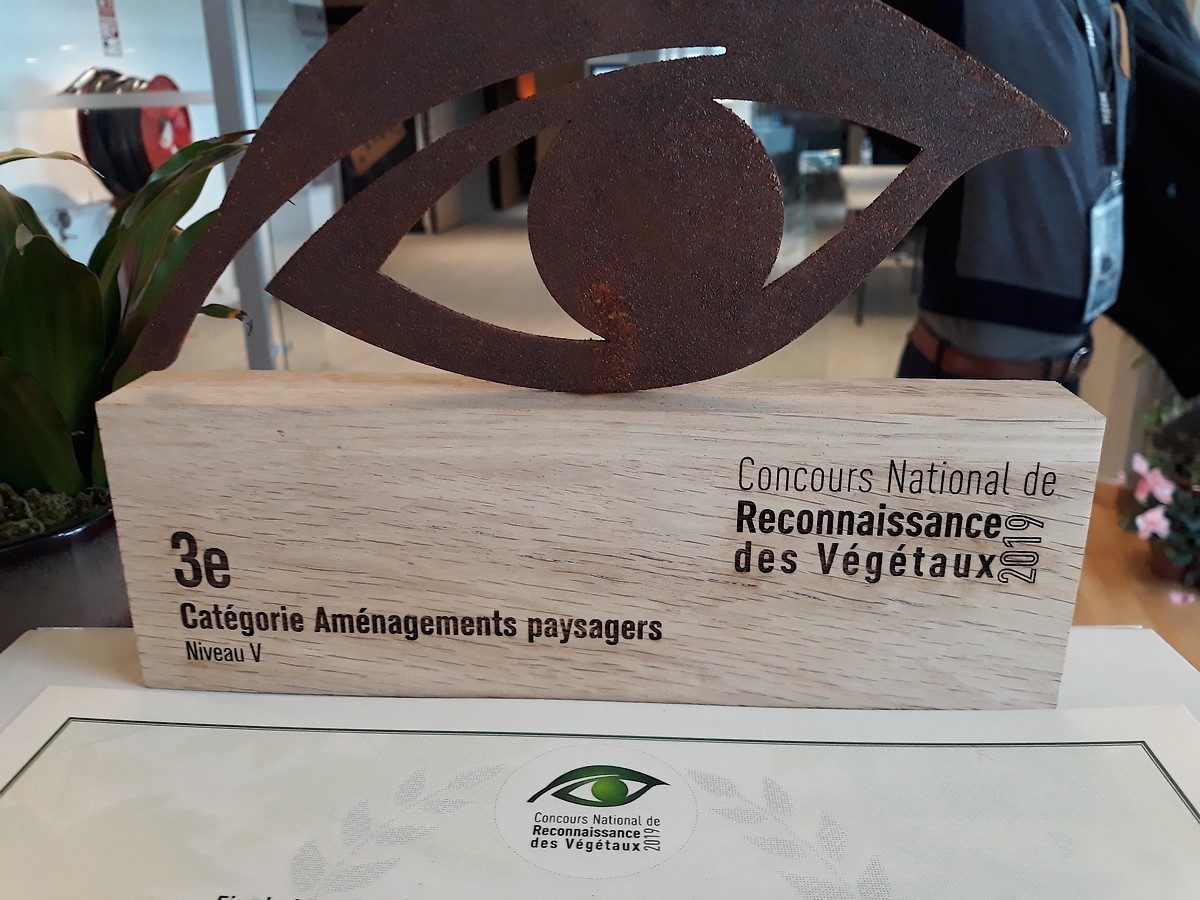 Concours National de
Reconnaissance
des Végétaux 2019
3e
Catégorie Aménagements paysagers
Niveau V
Concours National de
Reconnaissance
des Végétaux 2019